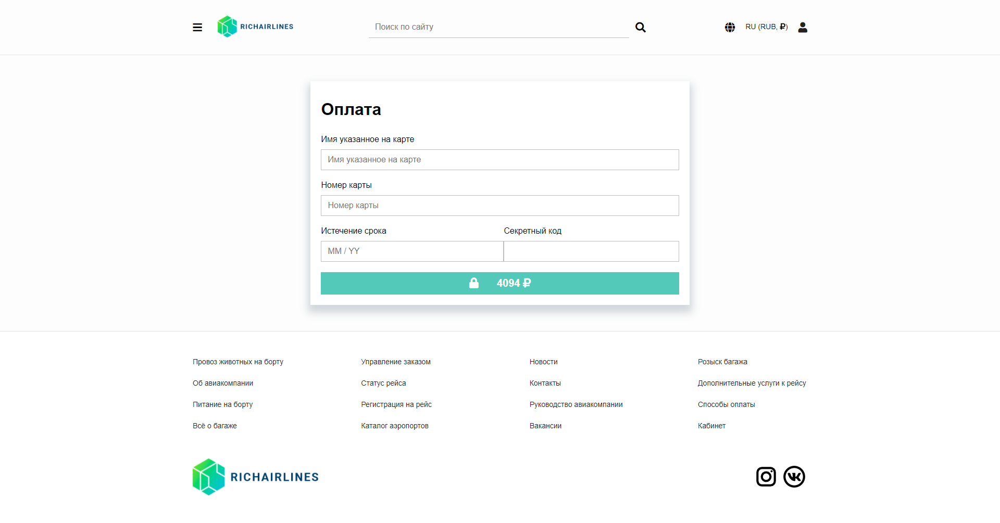 RICHAIRLINES
Поиск по сайту
RU (RUB, ₽)
Оплата
Имя указанное на карте
Имя указанное на карте
Номер карты
Номер карты
Истечение срока
Секретный код
MM / YY
4094 ₽
Провоз животных на борту
Управление заказом
Новости
Розыск багажа
Об авиакомпании
Статус рейса
Контакты
Дополнительные услуги к рейсу
Питание на борту
Регистрация на рейс
Руководство авиакомпании
Способы оплаты
Всё о багаже
Каталог аэропортов
Вакансии
Кабинет
RICHAIRLINES